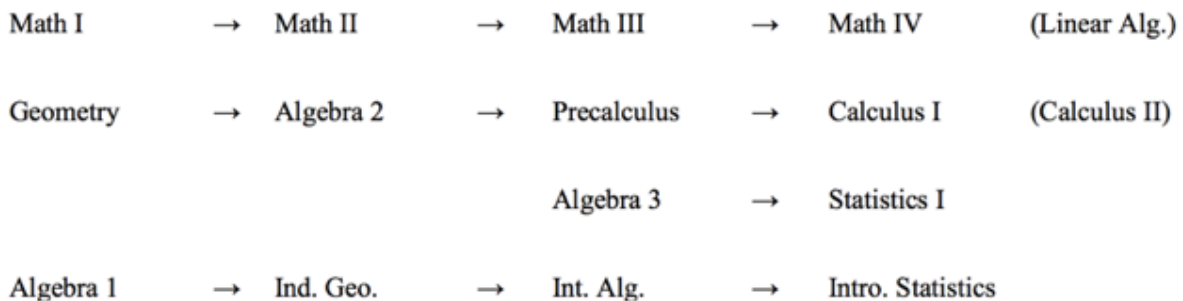 Math I → Math II → Math III → Math IV (Linear Alg.)
Geometry → Algebra 2 → Precalculus → Calculus I (Calculus II)
Algebra 3 → Statistics I
Algebra 1 → Ind. Geo. → Int. Alg. → Intro. Statistics